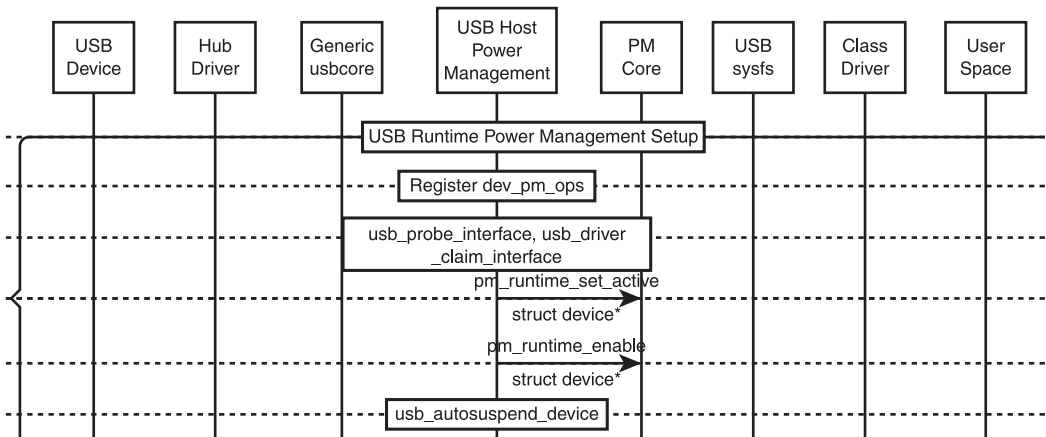 USB
Device
Hub
Driver
Generic
usbcore
USB Host
Power
Management
PM
Core
USB
sysfs
Class
Driver
User
Space
USB Runtime Power Management Setup
Register dev_pm_ops
usb_probe_interface, usb_driver
_claim_interface
pm_runtime_set_active
struct device*
pm_runtime_enable
struct device*
usb_autosuspend_device